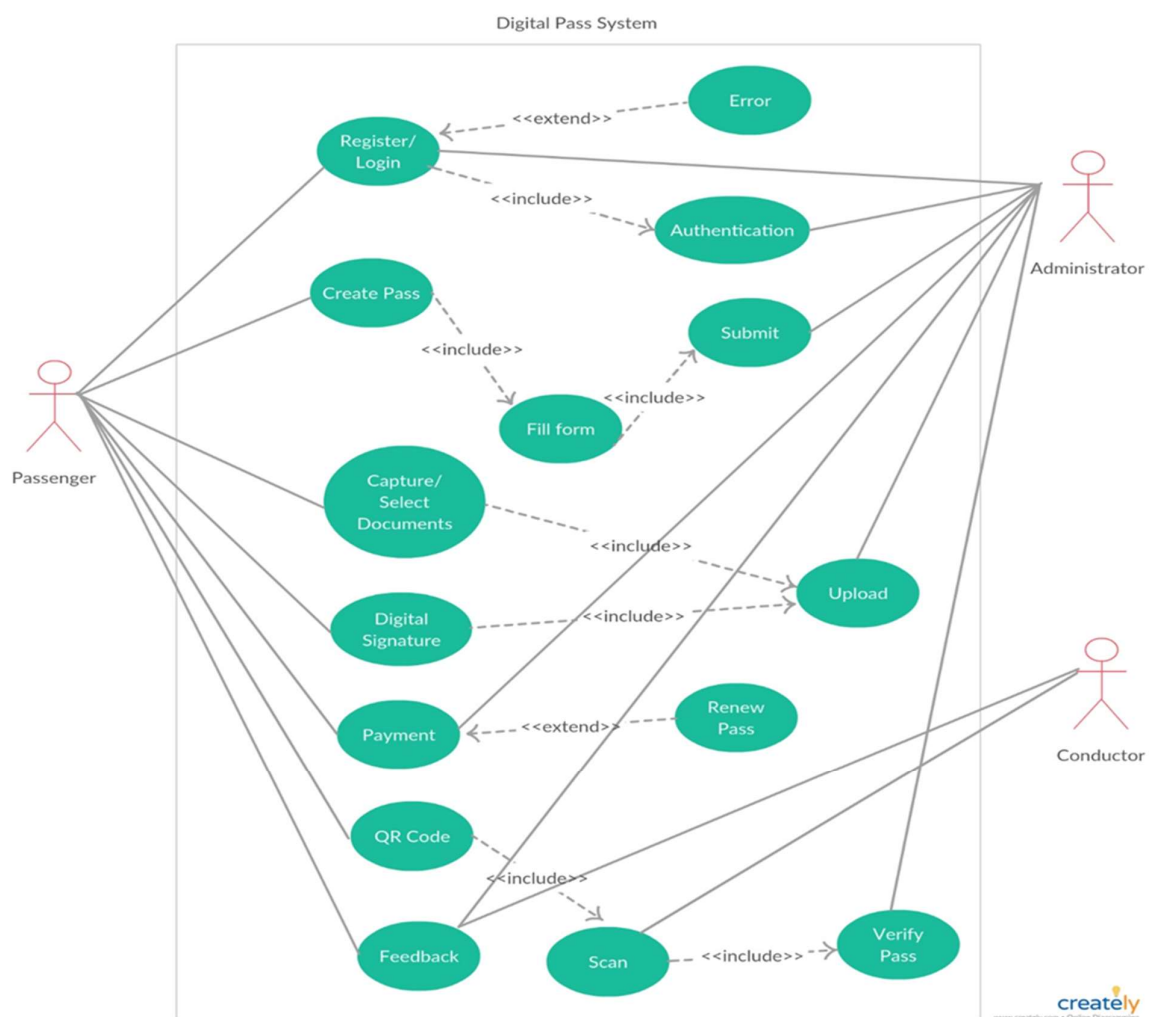 Digital Pass System
Error
<<extend>>
Register/
Login
<<include>>
Authentication
Administrator
Create Pass
Submit
<<include>>
<<include>>
Fill form
Passenger
Capture/
Select
Documents
<<include>>
Upload
Digital
Signature
<<include>>
Renew
Pass
<<extend>>
Payment
Conductor
QR Code
<<include>>
Feedback
Scan
<<include>>
Verify
Pass
creately